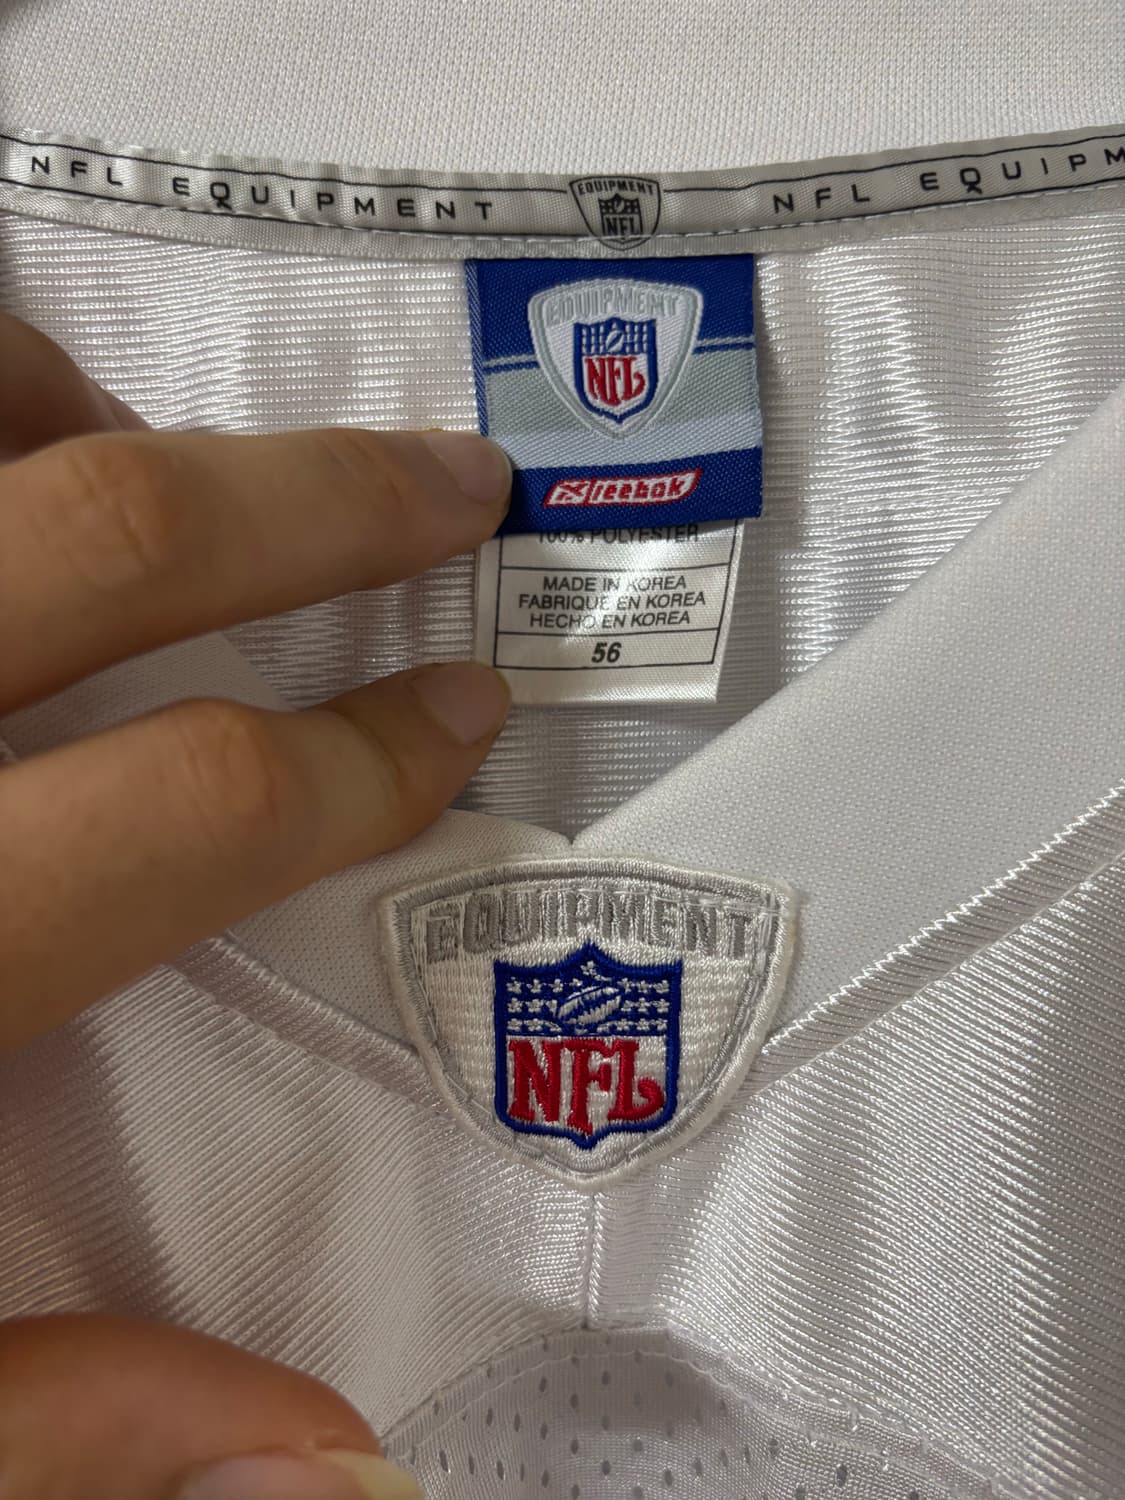 NFL EQUIPMENT
EQUIPMENT
NFL
NFL EQUIPM
EQUIPMENT
NFL
Reebok
100% POLYESTER
MADE IN KOREA
FABRIQUE EN KOREA
HECHO EN KOREA
56
EQUIPMENT
NFL